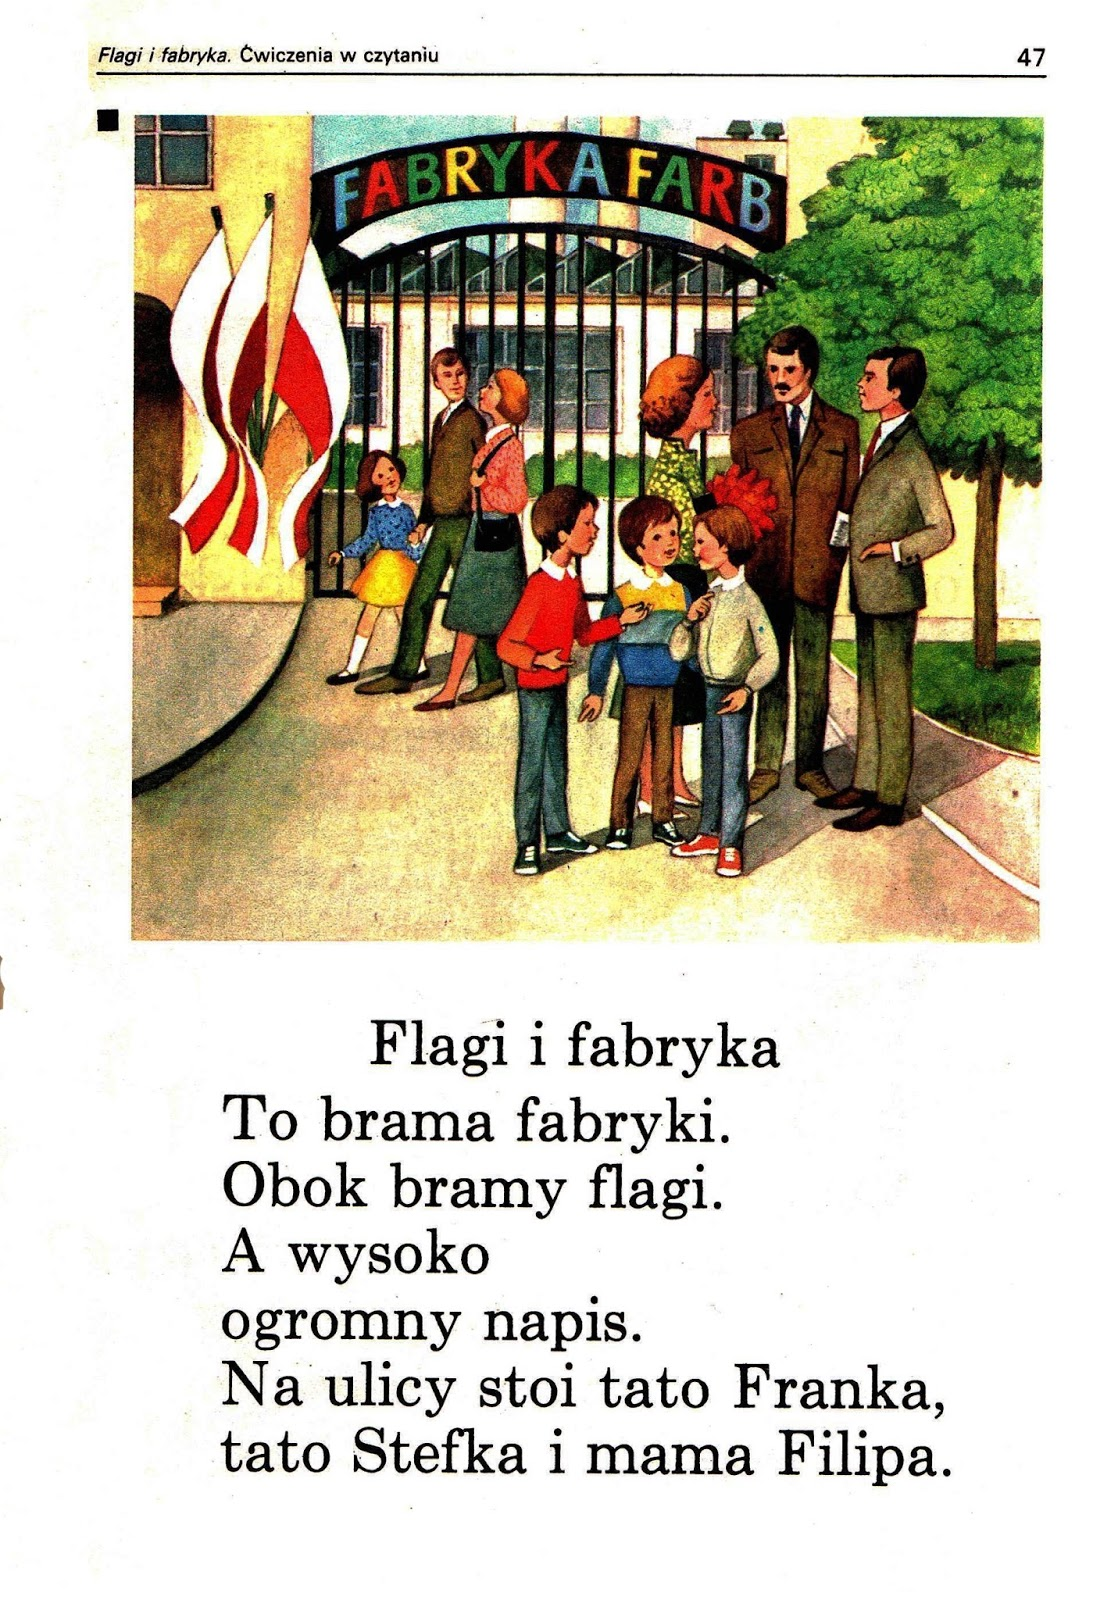 Flagi i fabryka. Ćwiczenia w czytaniu 47
FABRYKA FARB
Flagi i fabryka
To brama fabryki.
Obok bramy flagi.
A wysoko
ogromny napis.
Na ulicy stoi tato Franka,
tato Stefka i mama Filipa.